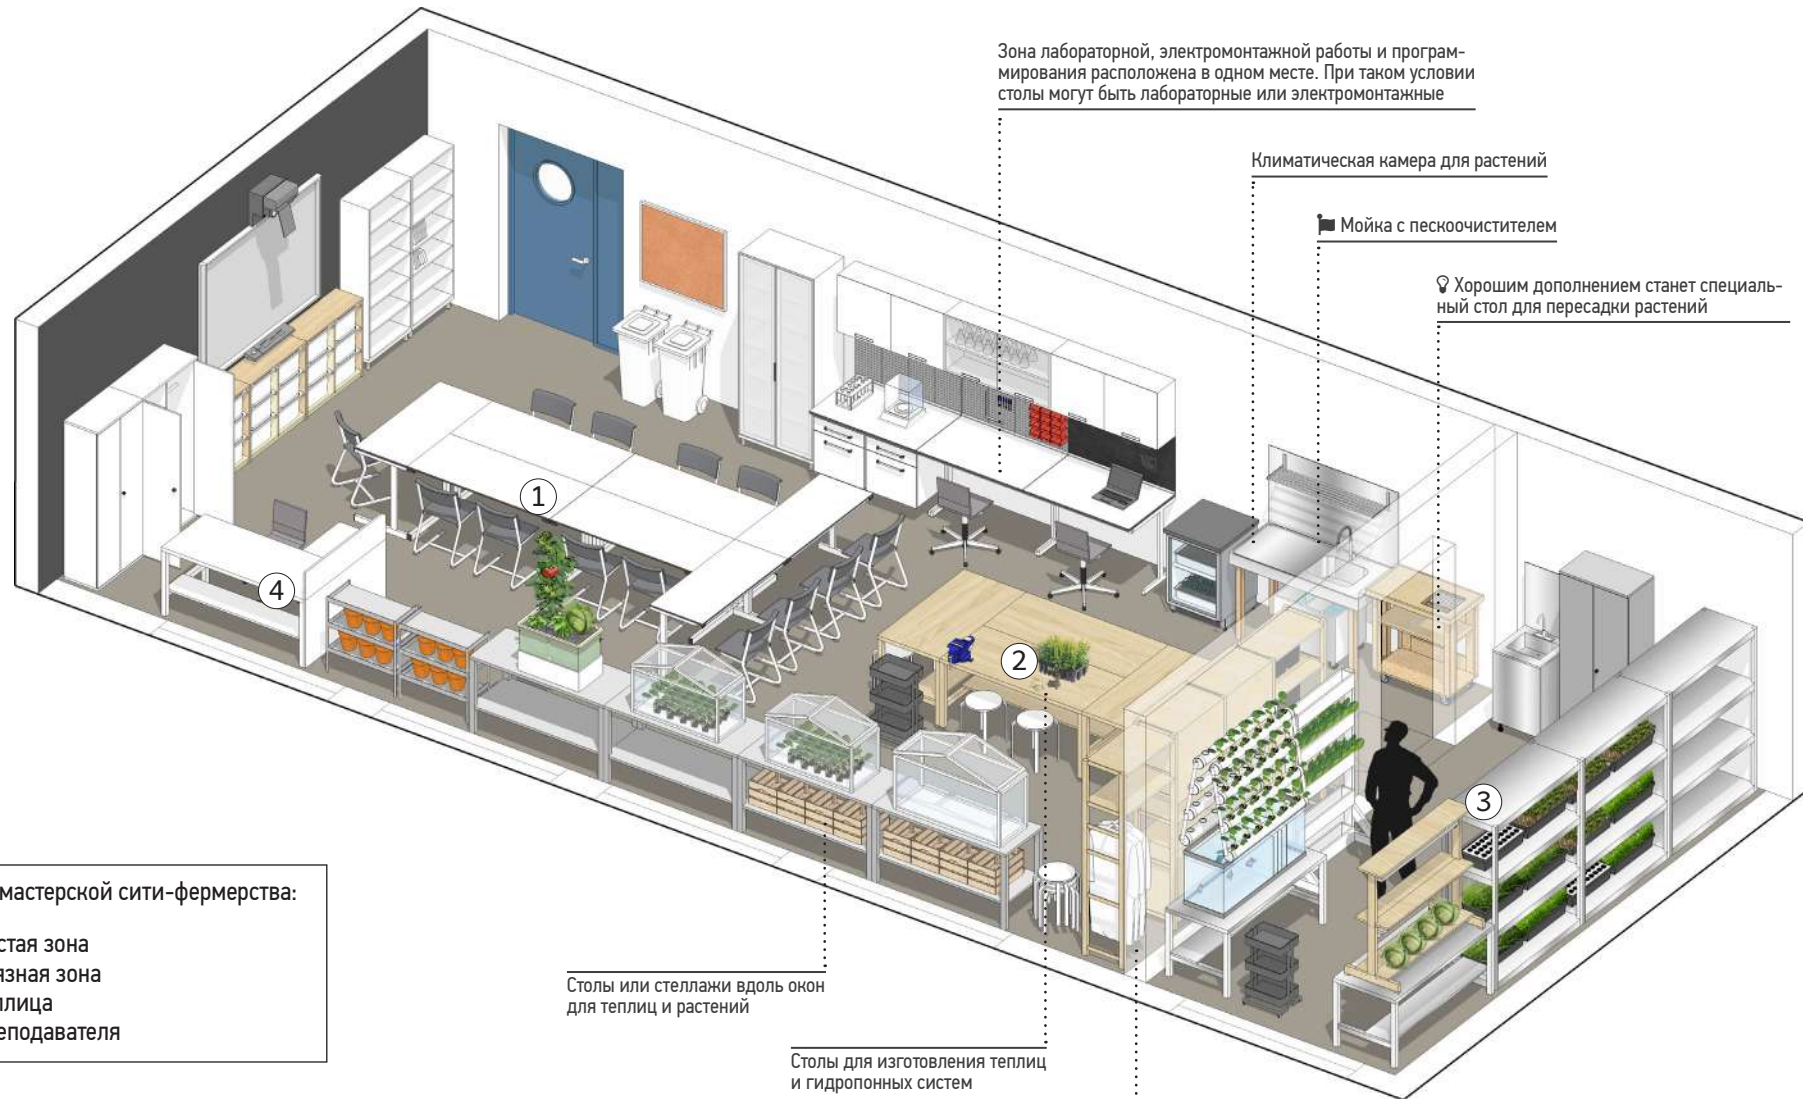 Зона лабораторной, электромонтажной работы и програм-
мирования расположена в одном месте. При таком условии
столы могут быть лабораторные или электромонтажные
Климатическая камера для растений
Мойка с пескоочистителем
Хорошим дополнением станет специаль-
ный стол для пересадки растений
1
4
2
3
мастерской сити-фермерства:
стая зона
язная зона
плица
еподавателя
Столы или стеллажи вдоль окон
для теплиц и растений
Столы для изготовления теплиц
и гидропонных систем